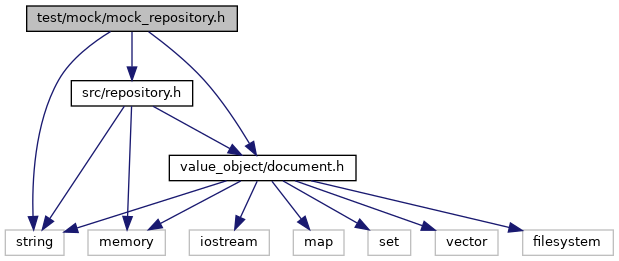 test/mock/mock_repository.h
src/repository.h
value_object/document.h
string
memory
iostream
map
set
vector
filesystem